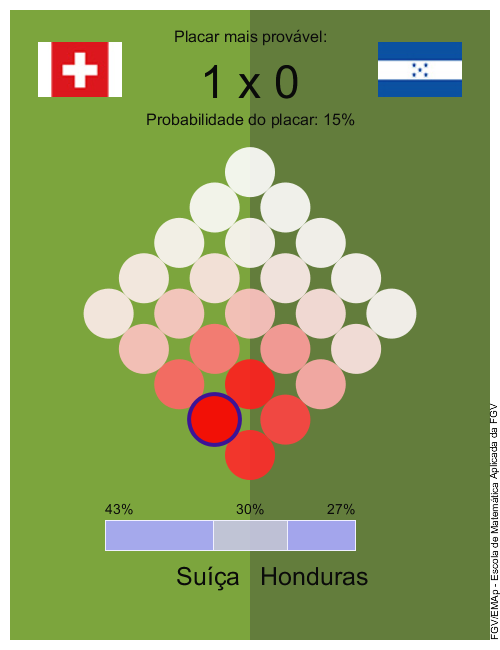 Placar mais provável:
1 x 0
Probabilidade do placar: 15%
43%
30%
27%
Suíça
Honduras
FGV/EMAp - Escola de Matemática Aplicada da FGV